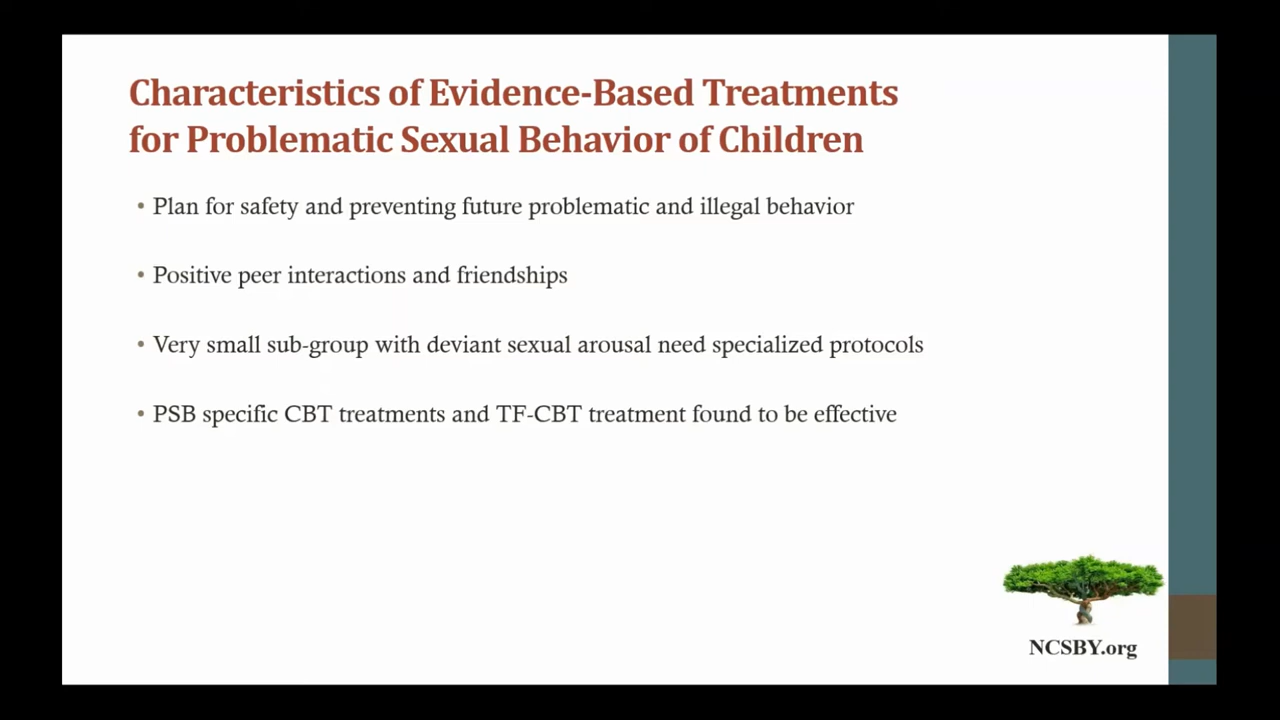 Characteristics of Evidence-Based Treatments
for Problematic Sexual Behavior of Children
• Plan for safety and preventing future problematic and illegal behavior
• Positive peer interactions and friendships
• Very small sub-group with deviant sexual arousal need specialized protocols
• PSB specific CBT treatments and TF-CBT treatment found to be effective
NCSBY.org